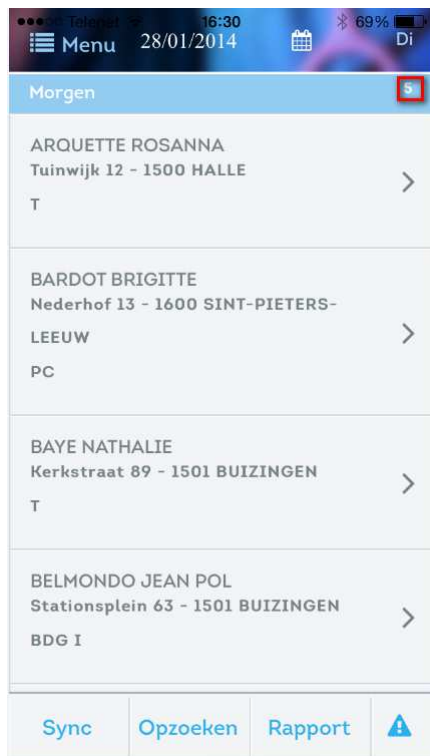 Telenet 16:30 69%
Menu 28/01/2014 Di
Morgen 5
ARQUETTE ROSANNA
Tuinwijk 12 - 1500 HALLE
T
BARDOT BRIGITTE
Nederhof 13 - 1600 SINT-PIETERS-
LEEUW
PC
BAYE NATHALIE
Kerkstraat 89 - 1501 BUIZINGEN
T
BELMONDO JEAN POL
Stationsplein 63 - 1501 BUIZINGEN
BDG I
Sync Opzoeken Rapport